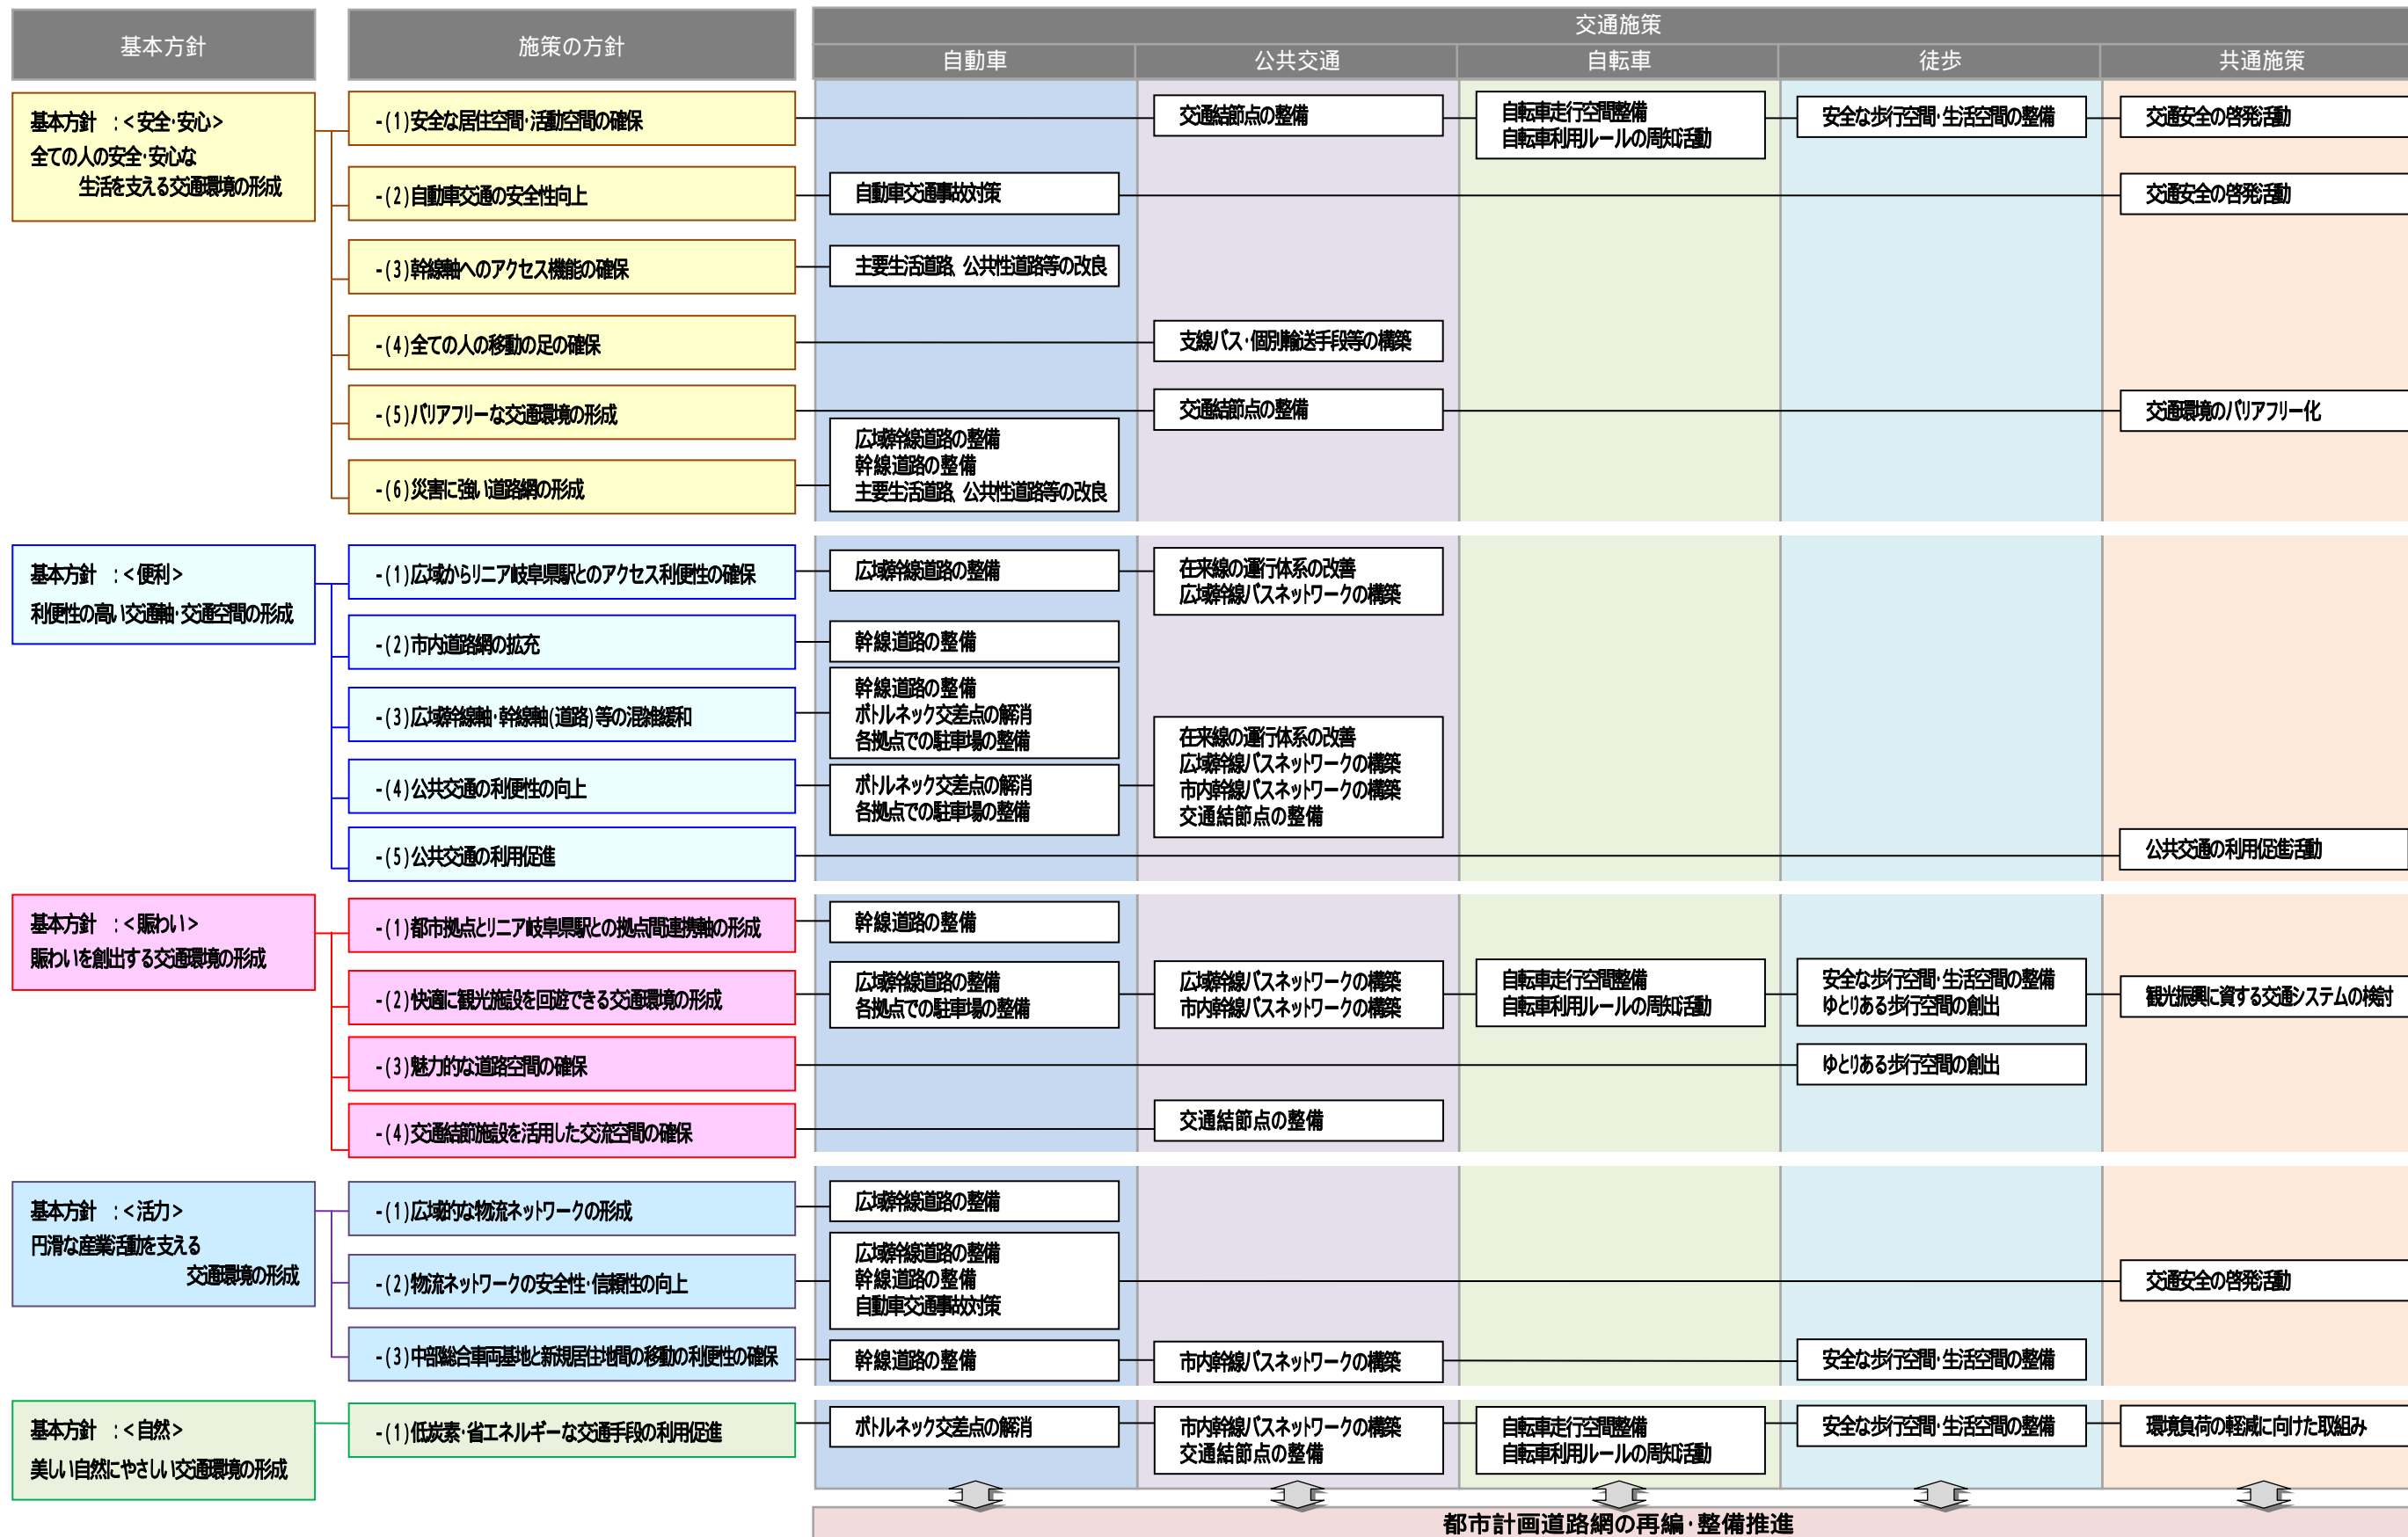 基本方針
施策の方針
交通施策
自動車
公共交通
自転車
徒歩
共通施策
基本方針　：＜安全・安心＞
全ての人の安全・安心な
生活を支える交通環境の形成
-(1)安全な居住空間・活動空間の確保
交通結節点の整備
自転車走行空間整備
自転車利用ルールの周知活動
安全な歩行空間・生活空間の整備
交通安全の啓発活動
-(2)自動車交通の安全性向上
自動車交通事故対策
交通安全の啓発活動
-(3)幹線軸へのアクセス機能の確保
主要生活道路、公共性道路等の改良
-(4)全ての人の移動の足の確保
支線バス・個別輸送手段等の構築
-(5)バリアフリーな交通環境の形成
交通結節点の整備
交通環境のバリアフリー化
-(6)災害に強い道路網の形成
広域幹線道路の整備
幹線道路の整備
主要生活道路、公共性道路等の改良
基本方針　：＜便利＞
利便性の高い交通軸・交通空間の形成
-(1)広域からリニア岐阜県駅とのアクセス利便性の確保
広域幹線道路の整備
在来線の運行体系の改善
広域幹線バスネットワークの構築
-(2)市内道路網の拡充
幹線道路の整備
-(3)広域幹線軸・幹線軸(道路)等の混雑緩和
幹線道路の整備
ボトルネック交差点の解消
各拠点での駐車場の整備
-(4)公共交通の利便性の向上
ボトルネック交差点の解消
各拠点での駐車場の整備
在来線の運行体系の改善
広域幹線バスネットワークの構築
市内幹線バスネットワークの構築
交通結節点の整備
-(5)公共交通の利用促進
公共交通の利用促進活動
基本方針　：＜賑わい＞
賑わいを創出する交通環境の形成
-(1)都市拠点とリニア岐阜県駅との拠点間連携軸の形成
幹線道路の整備
-(2)快適に観光施設を回遊できる交通環境の形成
広域幹線道路の整備
各拠点での駐車場の整備
広域幹線バスネットワークの構築
市内幹線バスネットワークの構築
自転車走行空間整備
自転車利用ルールの周知活動
安全な歩行空間・生活空間の整備
ゆとりある歩行空間の創出
観光振興に資する交通システムの検討
-(3)魅力的な道路空間の確保
ゆとりある歩行空間の創出
-(4)交通結節施設を活用した交流空間の確保
交通結節点の整備
基本方針　：＜活力＞
円滑な産業活動を支える
交通環境の形成
-(1)広域的な物流ネットワークの形成
広域幹線道路の整備
-(2)物流ネットワークの安全性・信頼性の向上
広域幹線道路の整備
幹線道路の整備
自動車交通事故対策
交通安全の啓発活動
-(3)中部総合車両基地と新規居住地間の移動の利便性の確保
幹線道路の整備
市内幹線バスネットワークの構築
安全な歩行空間・生活空間の整備
基本方針　：＜自然＞
美しい自然にやさしい交通環境の形成
-(1)低炭素・省エネルギーな交通手段の利用促進
ボトルネック交差点の解消
市内幹線バスネットワークの構築
交通結節点の整備
自転車走行空間整備
自転車利用ルールの周知活動
安全な歩行空間・生活空間の整備
環境負荷の軽減に向けた取組み
都市計画道路網の再編・整備推進